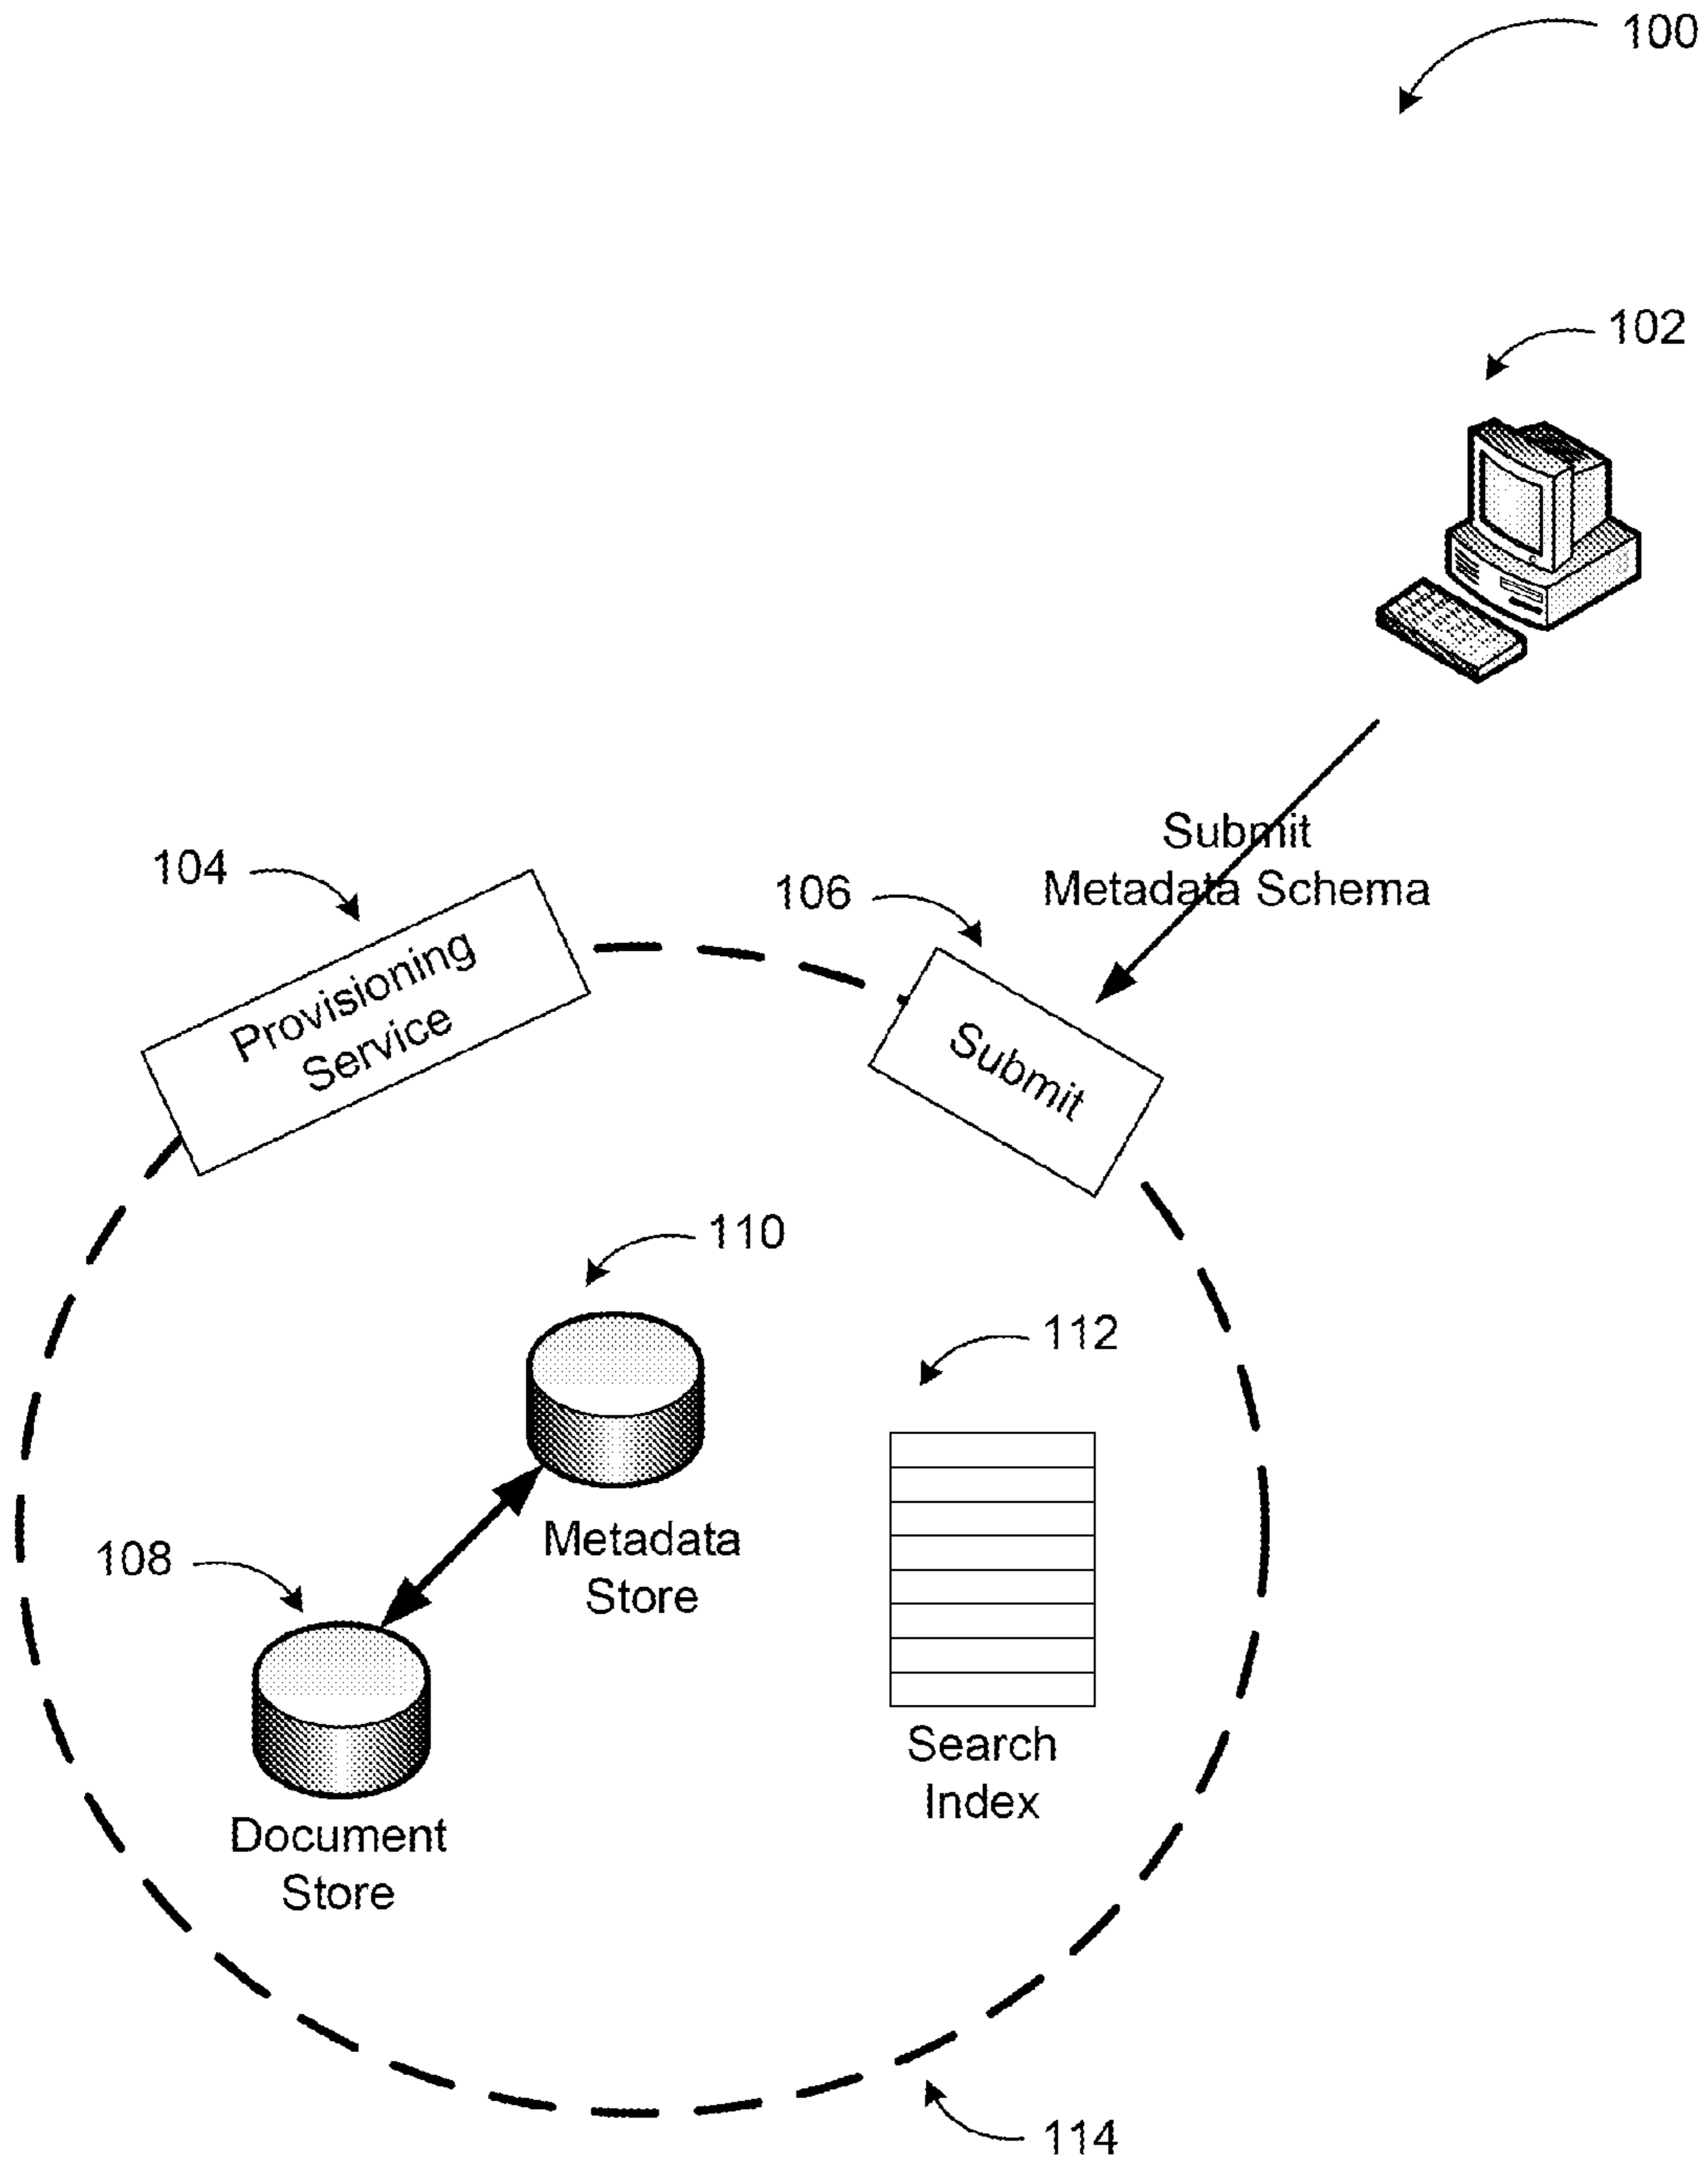 100
102
Submit
Metadata Schema
104
106
Provisioning
Service
Submit
110
112
Metadata
Store
108
Search
Index
Document
Store
114